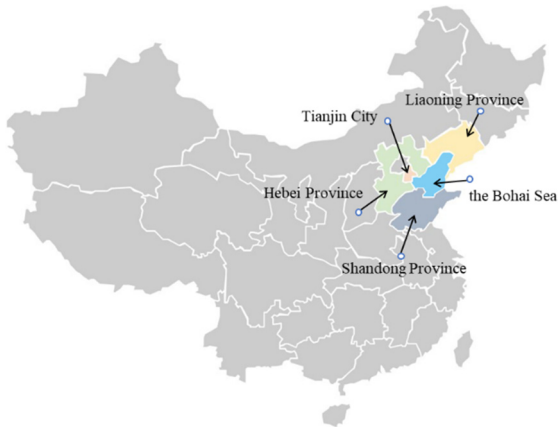 Liaoning Province
Tianjin City
Hebei Province
the Bohai Sea
Shandong Province